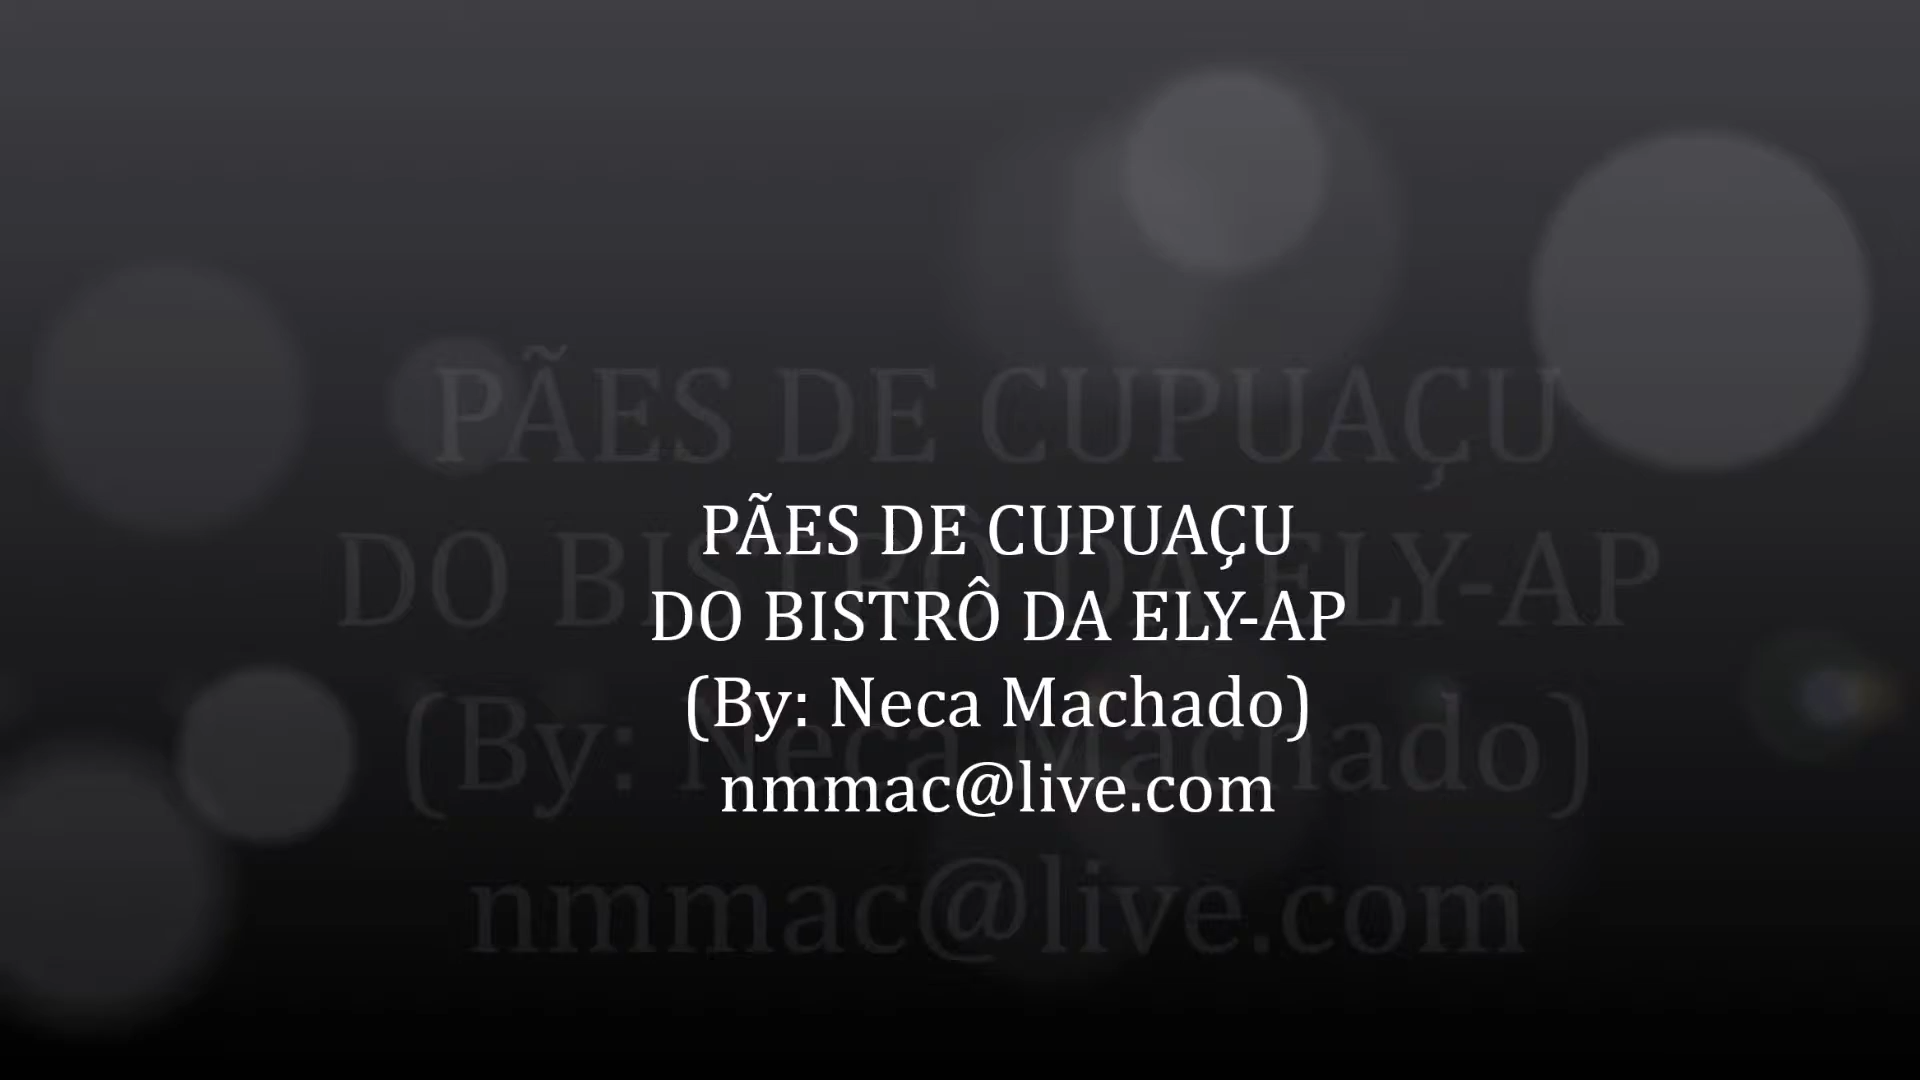 PÃES DE CUPUAÇU
DO BISTRÔ DA ELY-AP
(By: Neca Machado)
nmmac@live.com